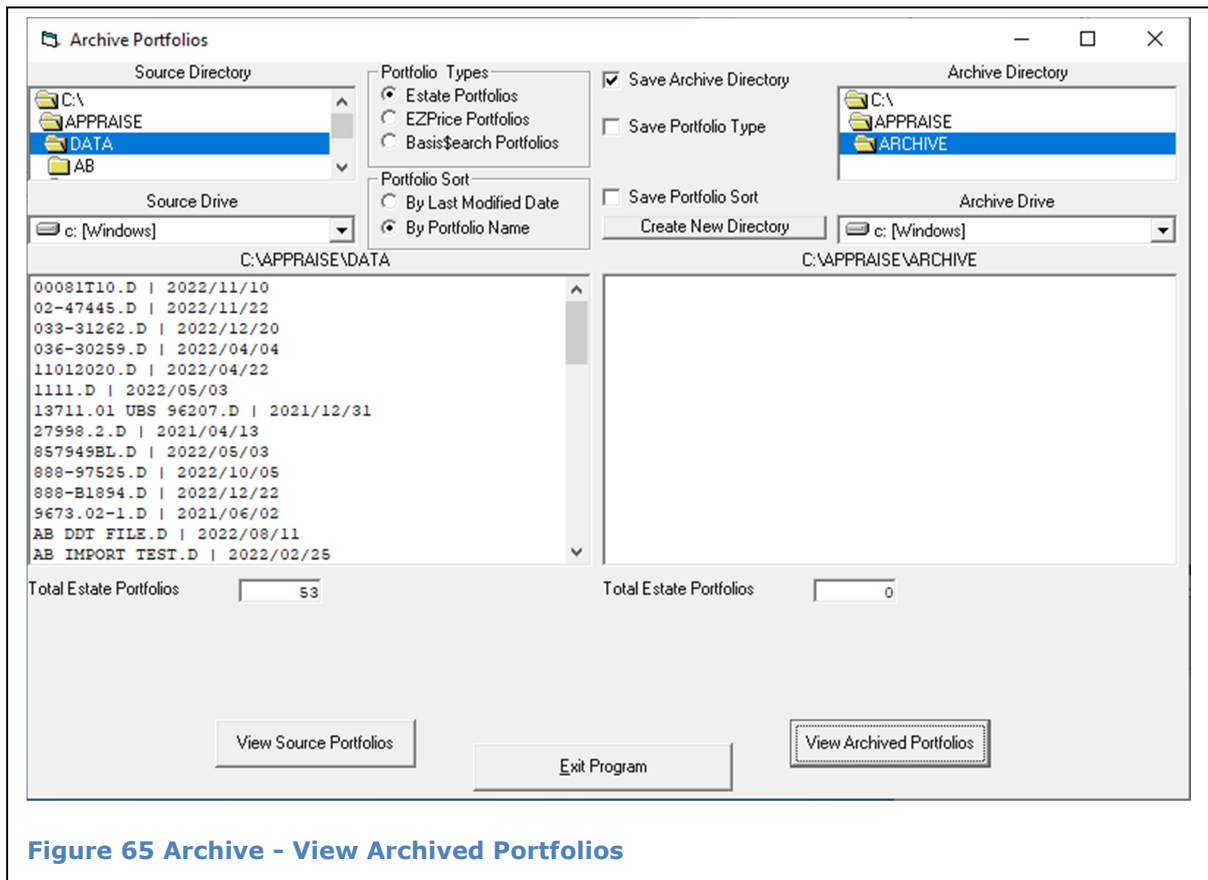 Archive Portfolios
Source Directory
C:\
APPRAISE
DATA
AB
Source Drive
c: [Windows]
Portfolio Types
Estate Portfolios
EZPrice Portfolios
Basis$earch Portfolios
Portfolio Sort
By Last Modified Date
By Portfolio Name
Save Archive Directory
Save Portfolio Type
Save Portfolio Sort
Create New Directory
Archive Directory
C:\
APPRAISE
ARCHIVE
Archive Drive
c: [Windows]
C:\APPRAISE\DATA
00081T10.D | 2022/11/10
02-47445.D | 2022/11/22
033-31262.D | 2022/12/20
036-30259.D | 2022/04/04
11012020.D | 2022/04/22
1111.D | 2022/05/03
13711.01 UBS 96207.D | 2021/12/31
27998.2.D | 2021/04/13
857949BL.D | 2022/05/03
888-97525.D | 2022/10/05
888-B1894.D | 2022/12/22
9673.02-1.D | 2021/06/02
AB DDT FILE.D | 2022/08/11
AB IMPORT TEST.D | 2022/02/25
C:\APPRAISE\ARCHIVE
Total Estate Portfolios 53
Total Estate Portfolios 0
View Source Portfolios
Exit Program
View Archived Portfolios
Figure 65 Archive - View Archived Portfolios